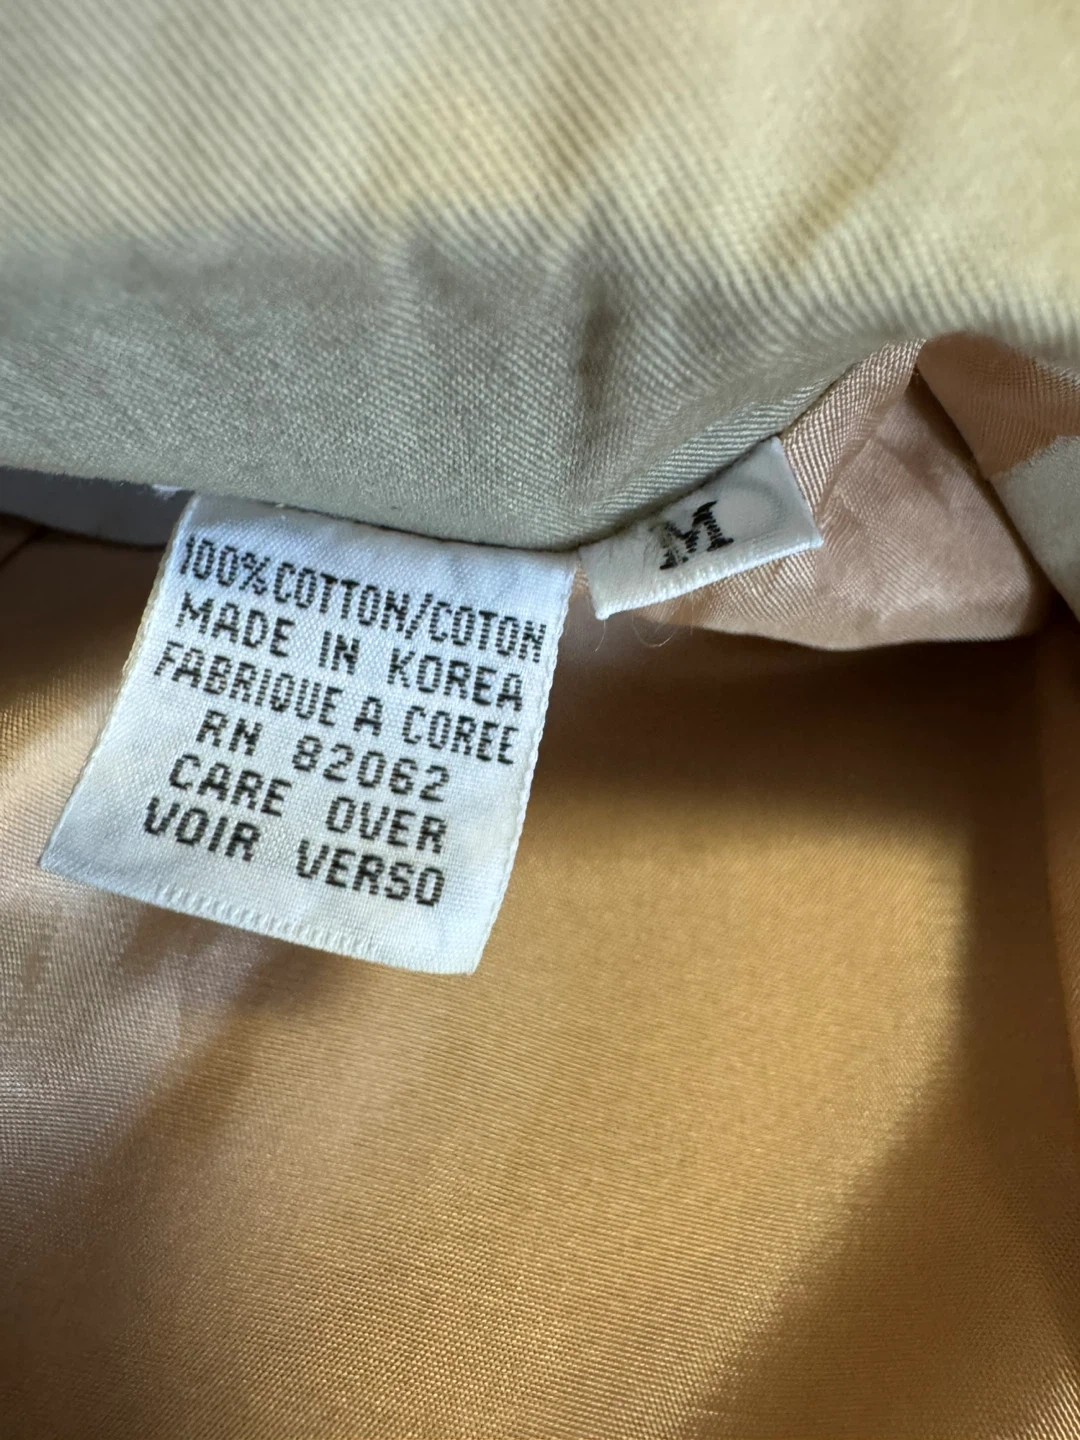 100% COTTON/COTON
MADE IN KOREA
FABRIQUE A COREE
RN 82062
CARE OVER
VOIR VERSO
M